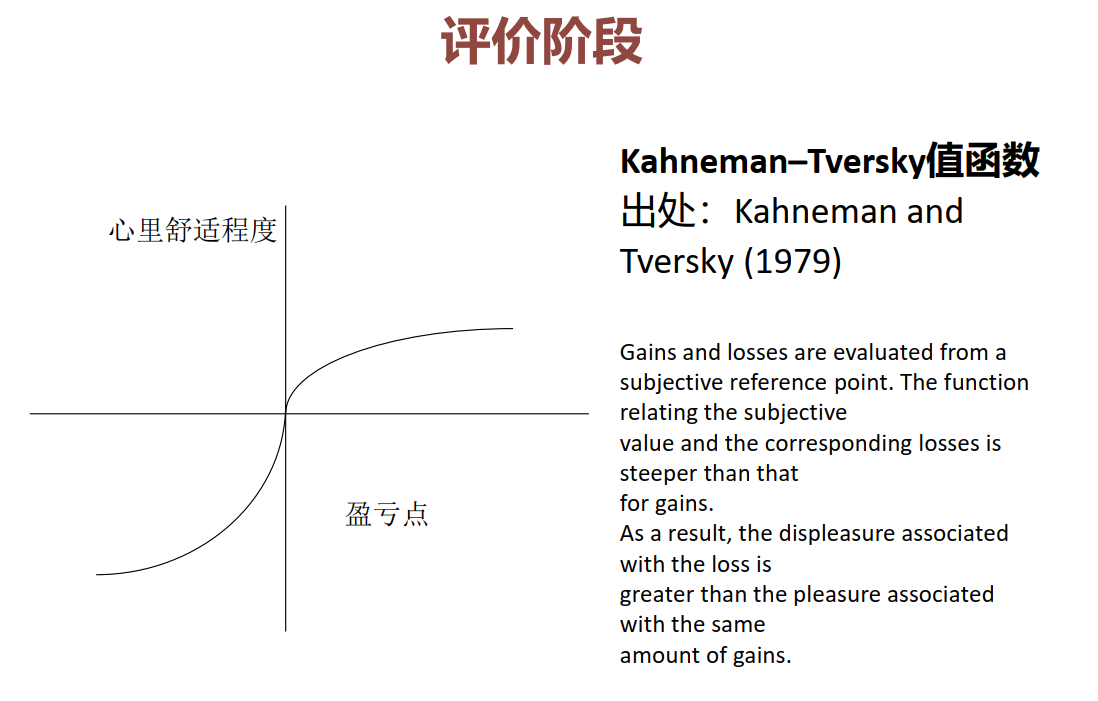 评价阶段
心里舒适程度
盈亏点
Kahneman–Tversky值函数
出处：Kahneman and
Tversky (1979)
Gains and losses are evaluated from a
subjective reference point. The function
relating the subjective
value and the corresponding losses is
steeper than that
for gains.
As a result, the displeasure associated
with the loss is
greater than the pleasure associated
with the same
amount of gains.